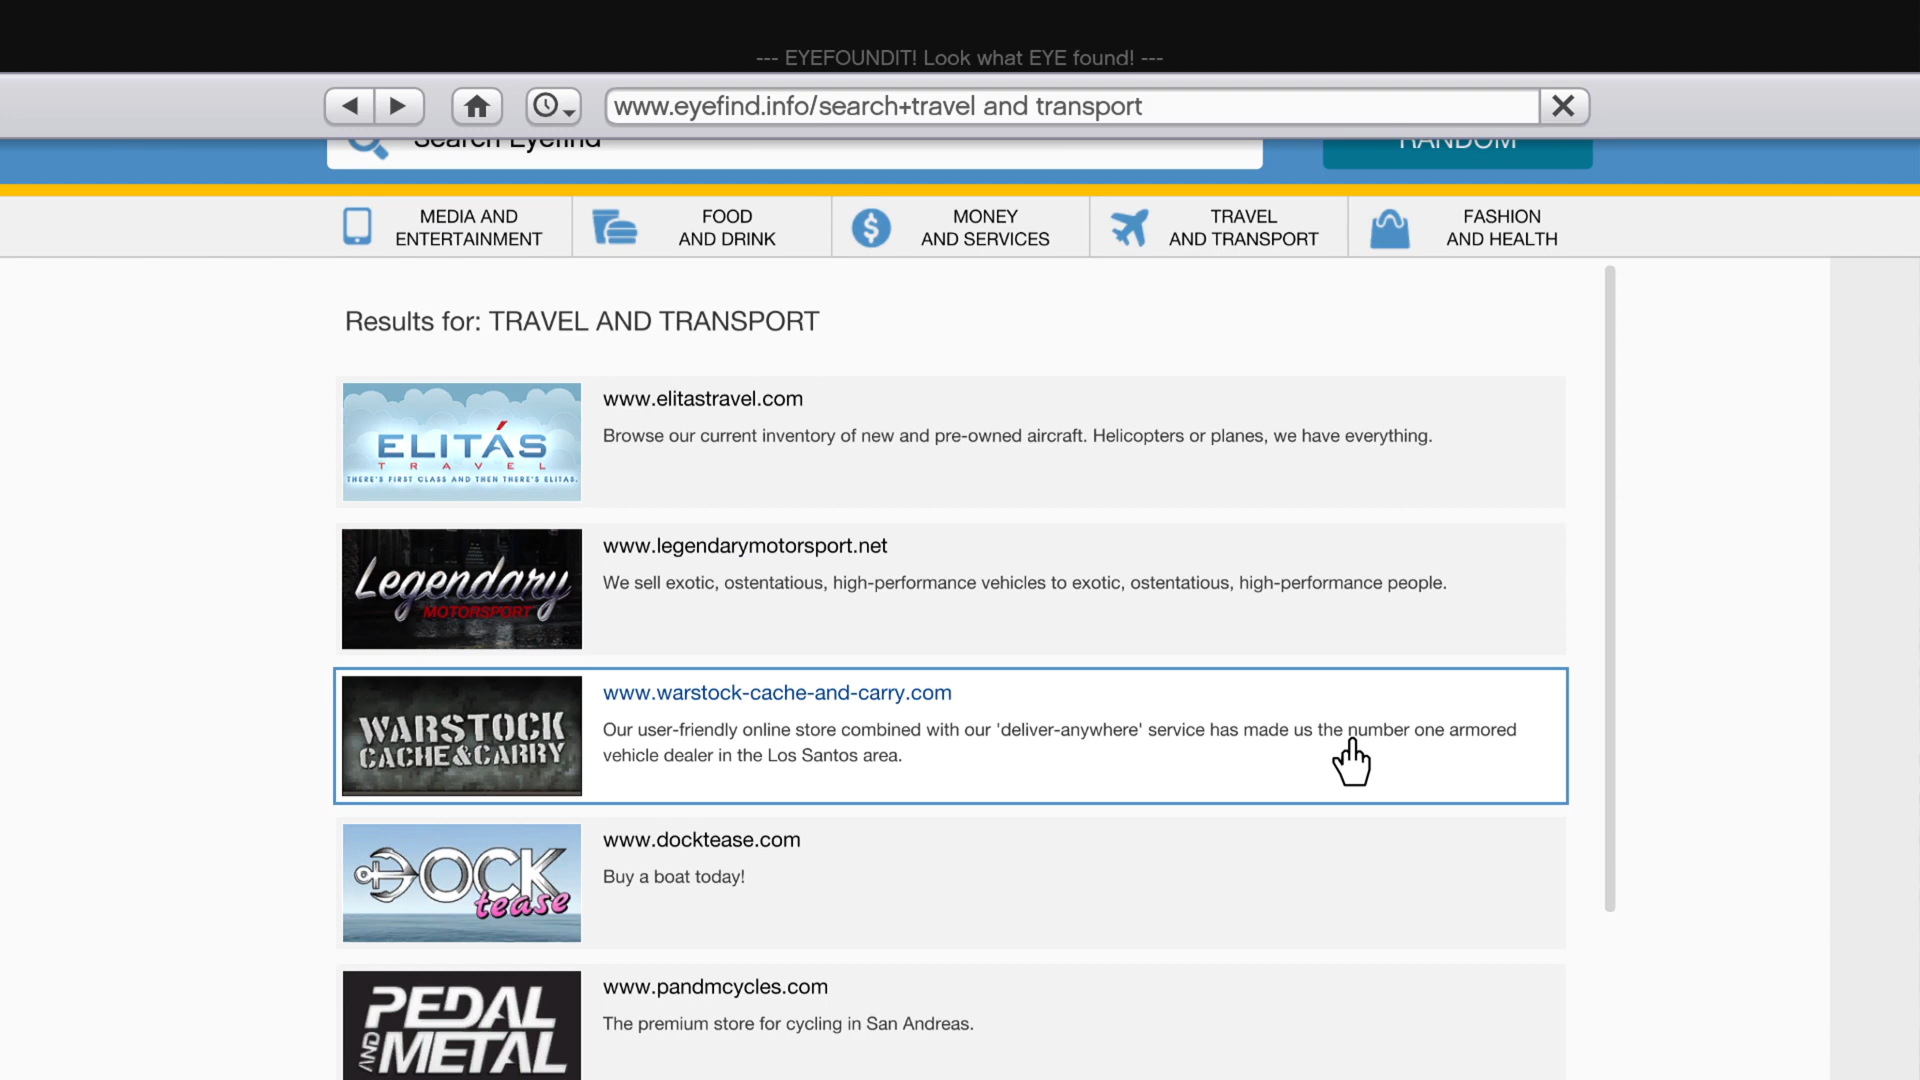 --- EYEFOUNDIT! Look what EYE found! ---
www.eyefind.info/search+travel and transport
Search Eyefind
RANDOM
MEDIA AND
ENTERTAINMENT
FOOD
AND DRINK
MONEY
AND SERVICES
TRAVEL
AND TRANSPORT
FASHION
AND HEALTH
Results for: TRAVEL AND TRANSPORT
ELITÁS
TRAVEL
THERE'S FIRST CLASS AND THEN THERE'S ELITAS.
www.elitastravel.com
Browse our current inventory of new and pre-owned aircraft. Helicopters or planes, we have everything.
Legendary
MOTORSPORT
www.legendarymotorsport.net
We sell exotic, ostentatious, high-performance vehicles to exotic, ostentatious, high-performance people.
WARSTOCK
CACHE&CARRY
www.warstock-cache-and-carry.com
Our user-friendly online store combined with our 'deliver-anywhere' service has made us the number one armored
vehicle dealer in the Los Santos area.
DOCK
tease
www.docktease.com
Buy a boat today!
PEDAL
AND METAL
www.pandmcycles.com
The premium store for cycling in San Andreas.